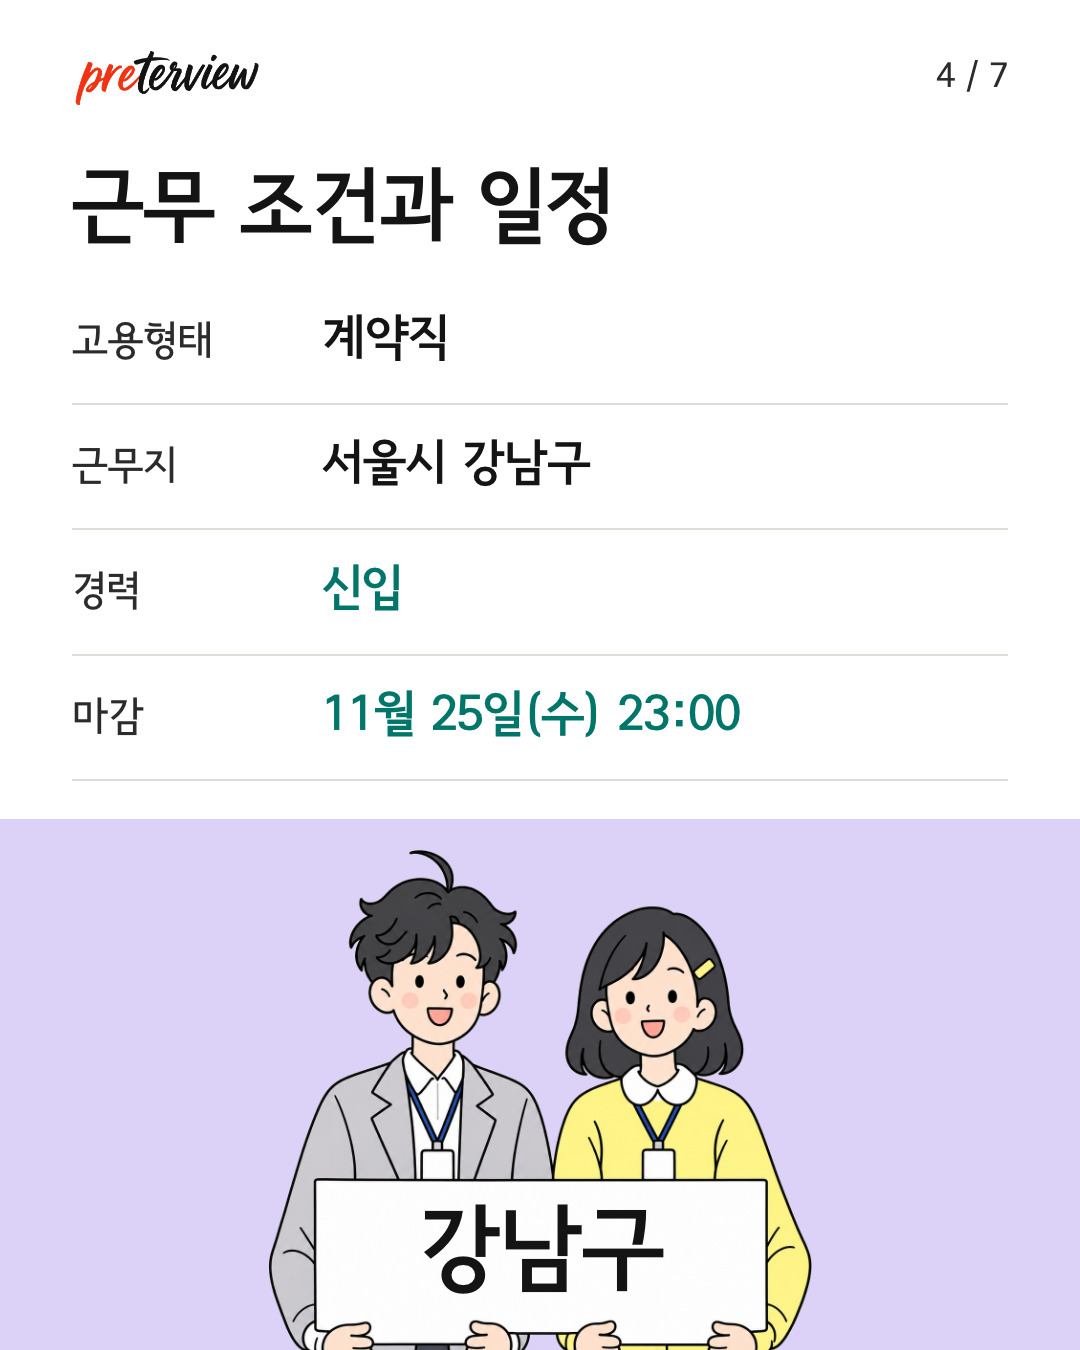 preterview
4 / 7
근무 조건과 일정
고용형태 계약직
근무지 서울시 강남구
경력 신입
마감 11월 25일(수) 23:00
강남구